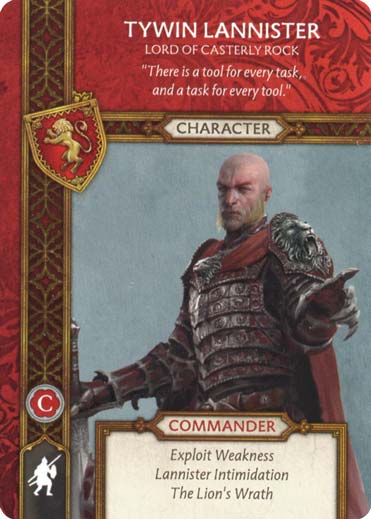 TYWIN LANNISTER
LORD OF CASTERLY ROCK
"There is a tool for every task,
and a task for every tool."
CHARACTER
C
COMMANDER
Exploit Weakness
Lannister Intimidation
The Lion's Wrath